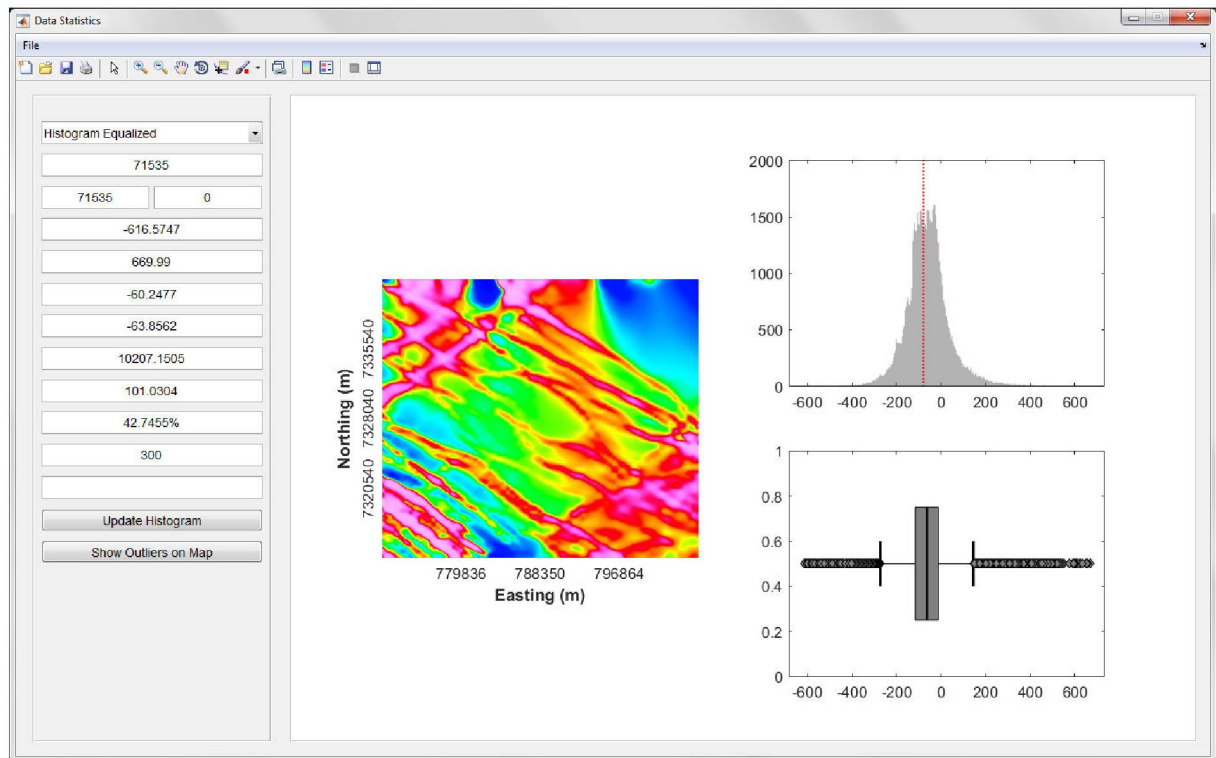 Data Statistics
File
Histogram Equalized
71535
71535 0
-616.5747
669.99
-60.2477
-63.8562
10207.1505
101.0304
42.7455%
300
Update Histogram
Show Outliers on Map
Northing (m)
7335540
7328040
7320540
779836 788350 796864
Easting (m)
2000
1500
1000
500
0
-600 -400 -200 0 200 400 600
1
0.8
0.6
0.4
0.2
0
-600 -400 -200 0 200 400 600